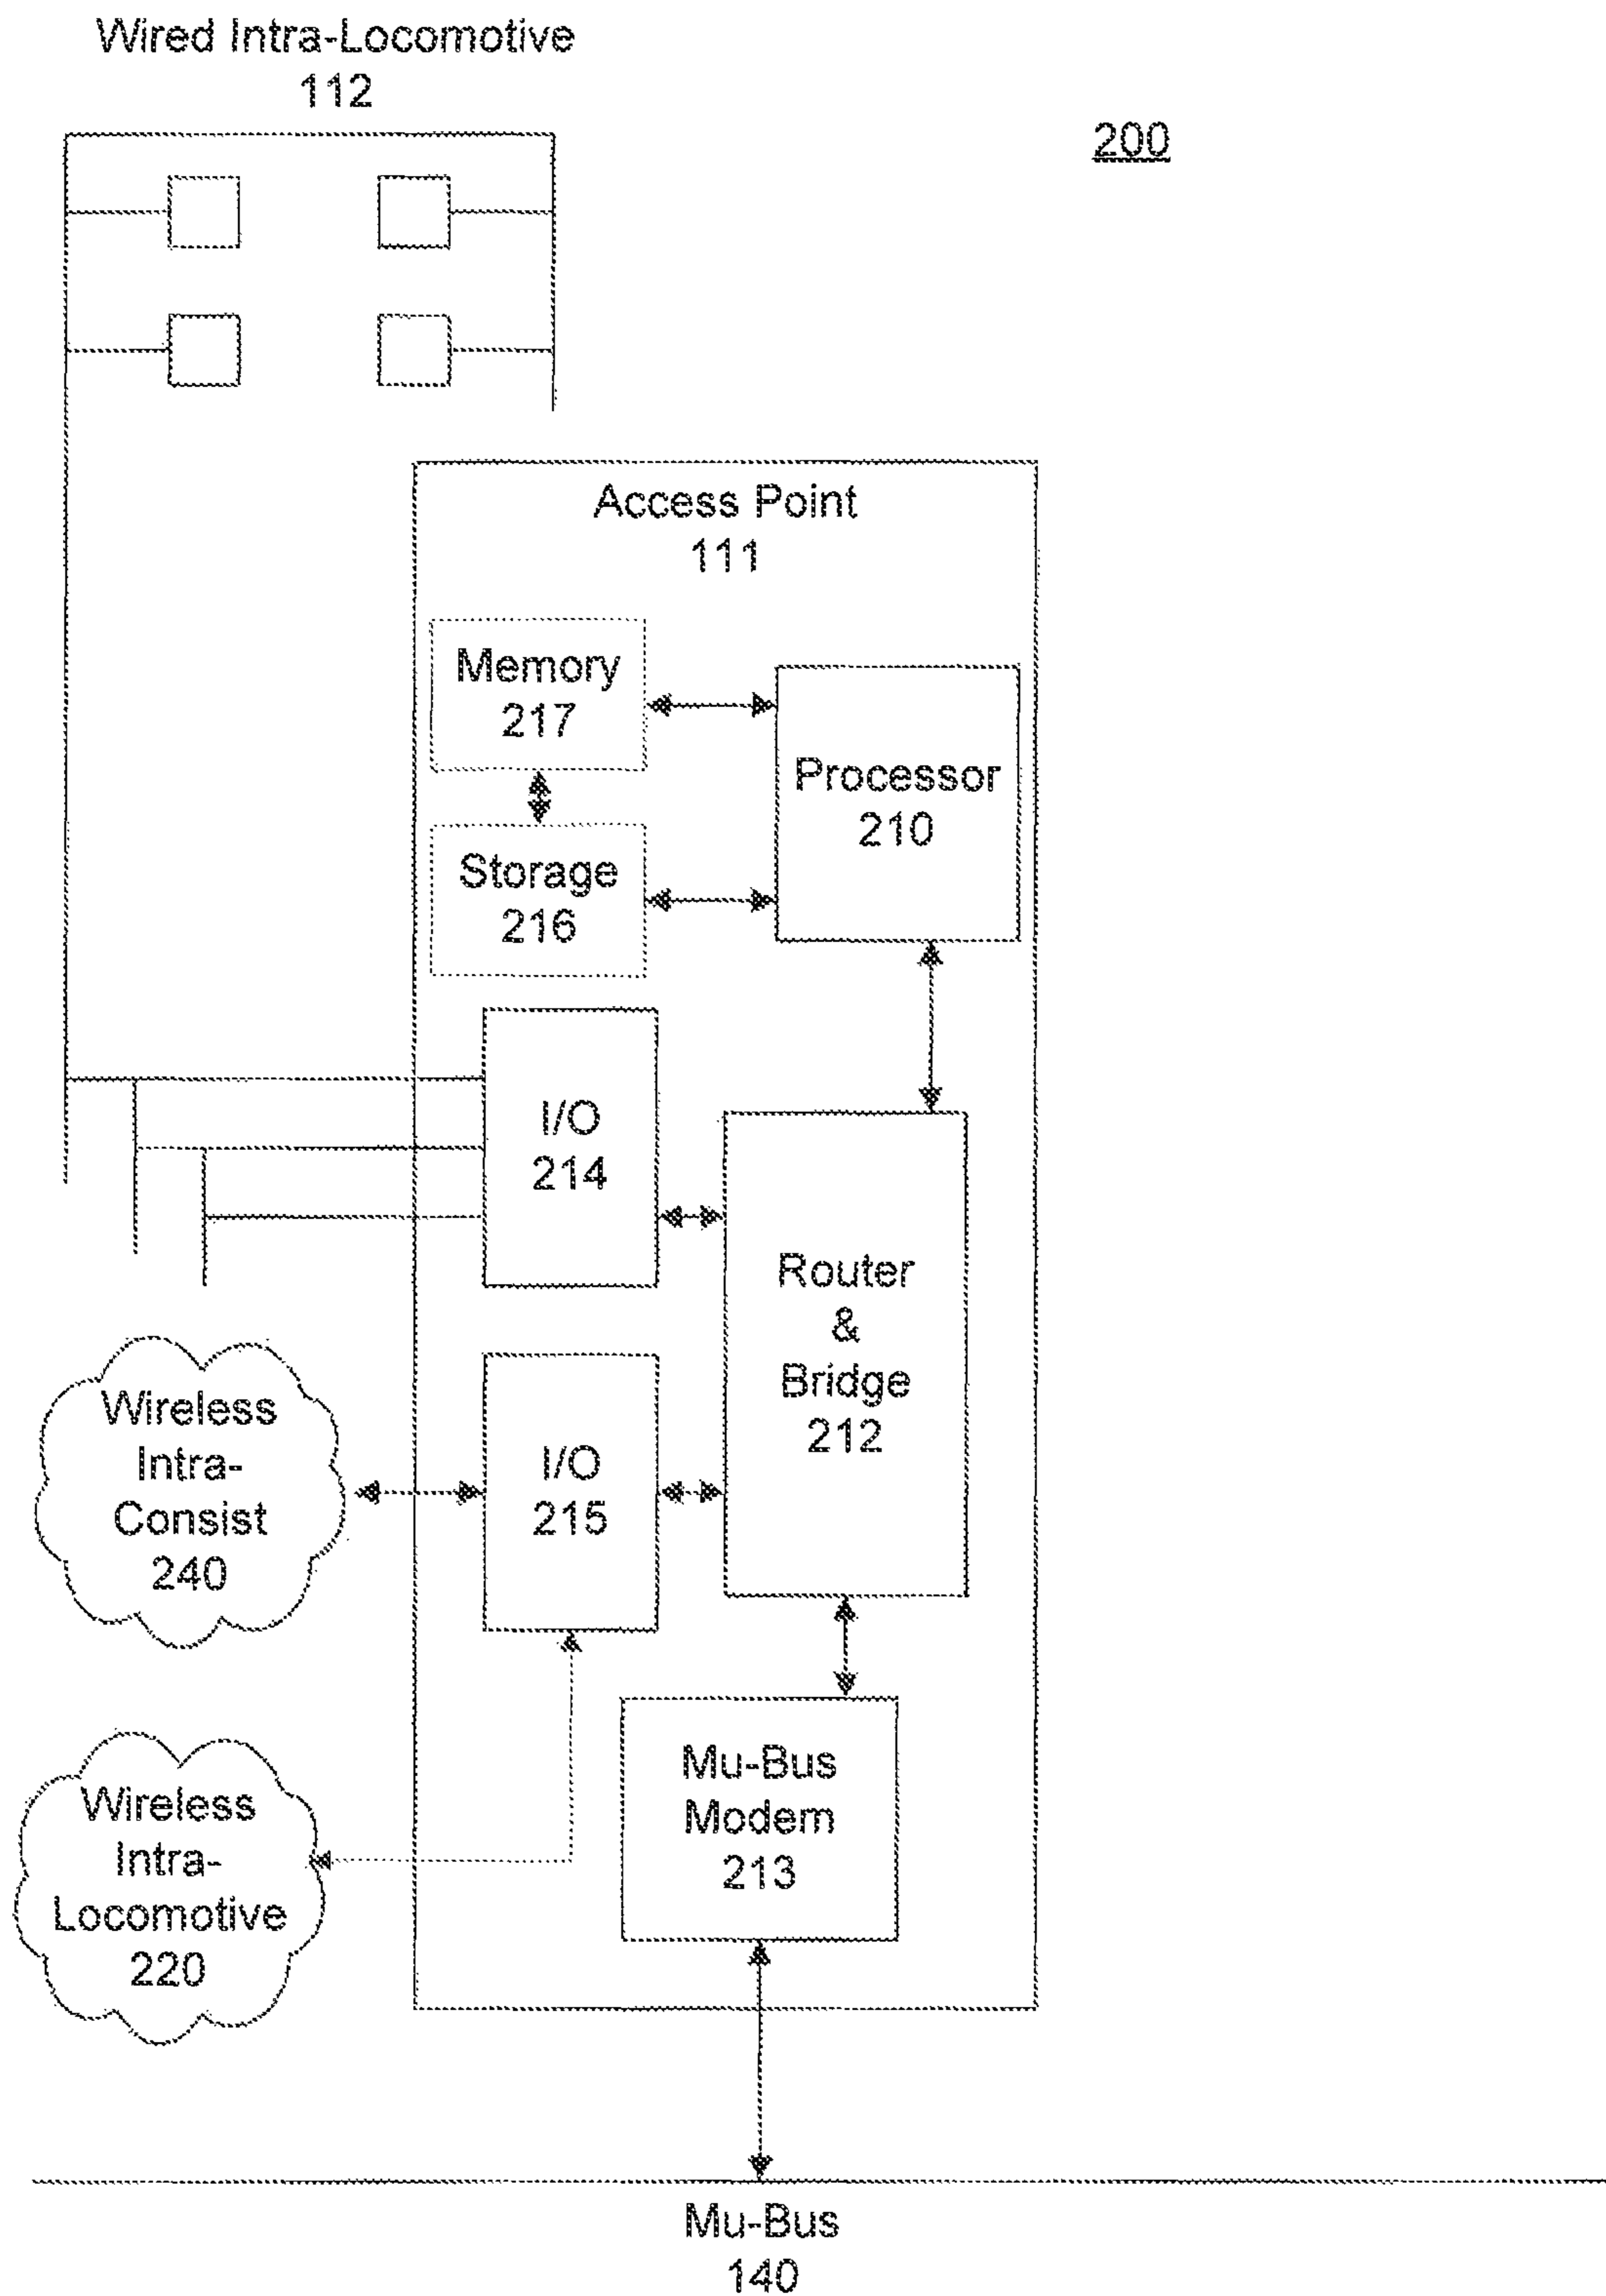 Wired Intra-Locomotive
112
200
Access Point
111
Memory
217
Processor
210
Storage
216
I/O
214
Router
&
Bridge
212
Wireless
Intra-
Consist
240
I/O
215
Mu-Bus
Modem
213
Wireless
Intra-
Locomotive
220
Mu-Bus
140